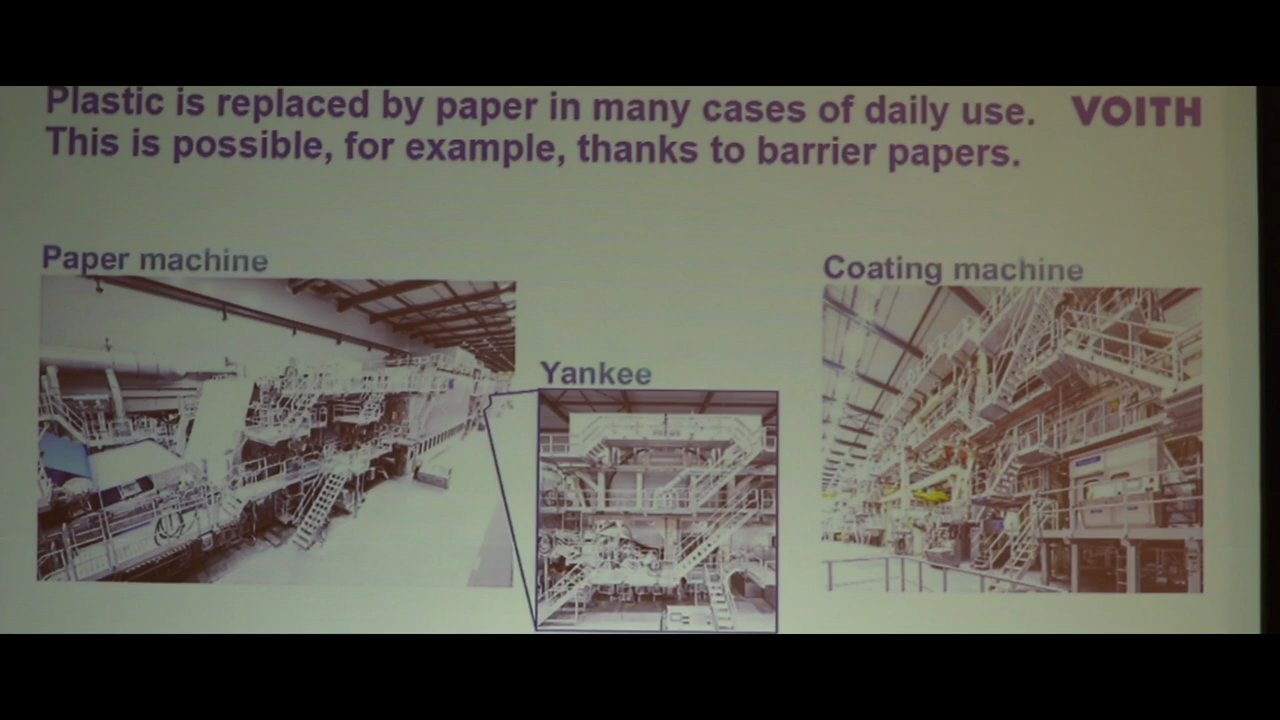 Plastic is replaced by paper in many cases of daily use.
VOITH
This is possible, for example, thanks to barrier papers.
Paper machine
Coating machine
Yankee